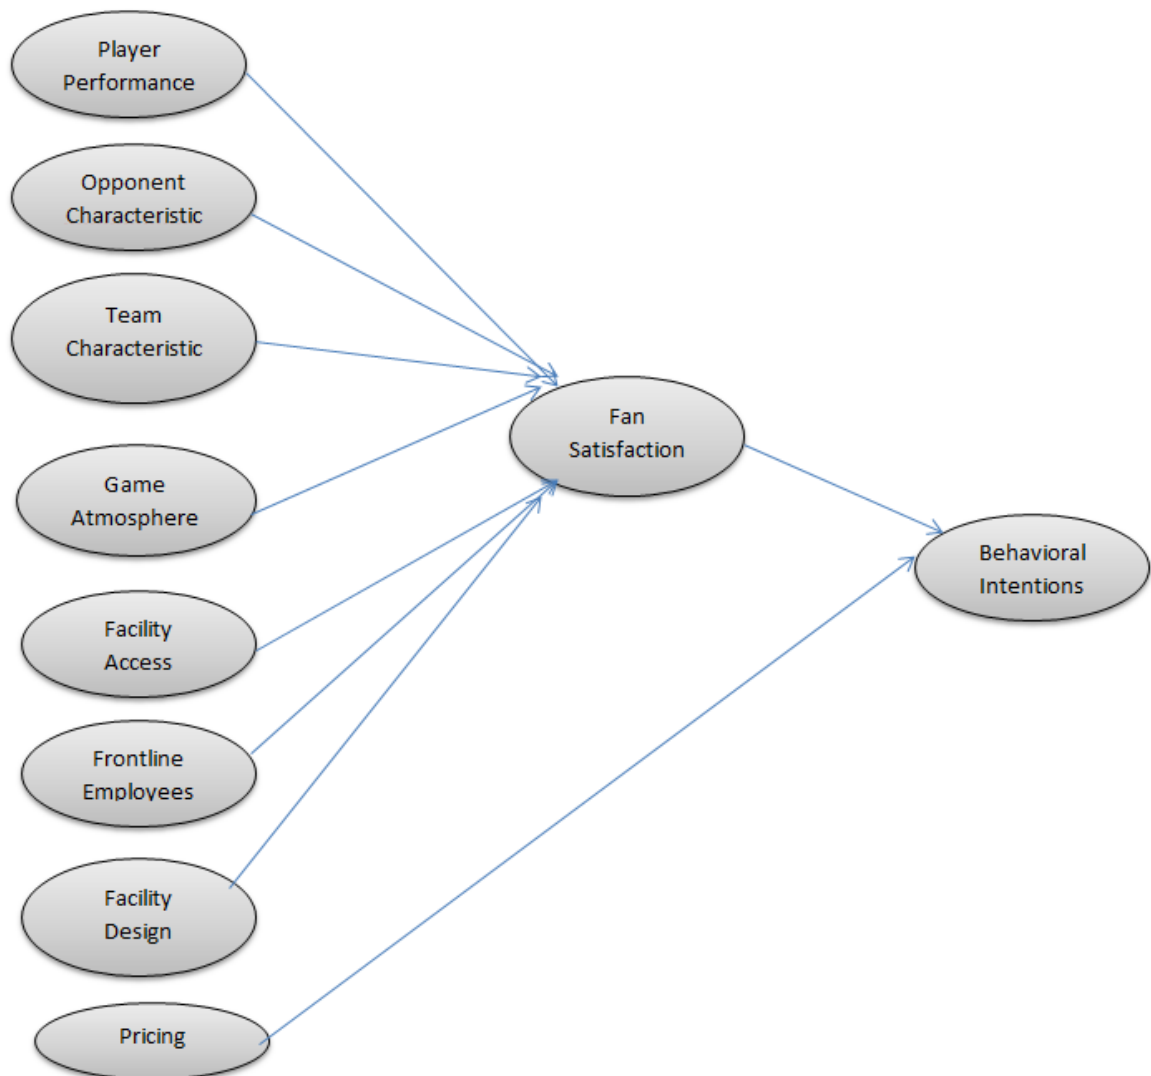 Player
Performance
Opponent
Characteristic
Team
Characteristic
Game
Atmosphere
Facility
Access
Frontline
Employees
Facility
Design
Pricing
Fan
Satisfaction
Behavioral
Intentions